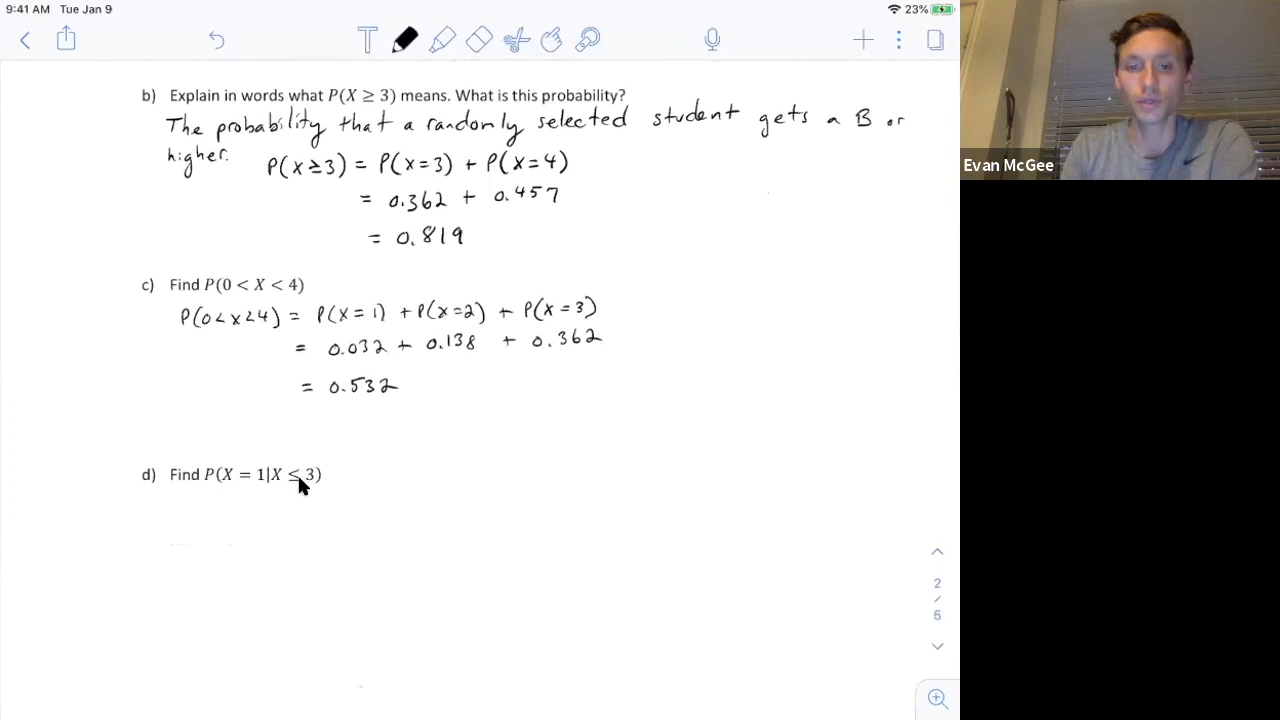 9:41 AM Tue Jan 9
23%
b) Explain in words what P(X ≥ 3) means. What is this probability?
The probability that a randomly selected student gets a B or
higher.
P(X ≥ 3) = P(X = 3) + P(X = 4)
= 0.362 + 0.457
= 0.819
c) Find P(0 < X < 4)
P(0 < X < 4) = P(X = 1) + P(X = 2) + P(X = 3)
= 0.032 + 0.138 + 0.362
= 0.532
d) Find P(X = 1|X ≤ 3)
2
/
5
Evan McGee